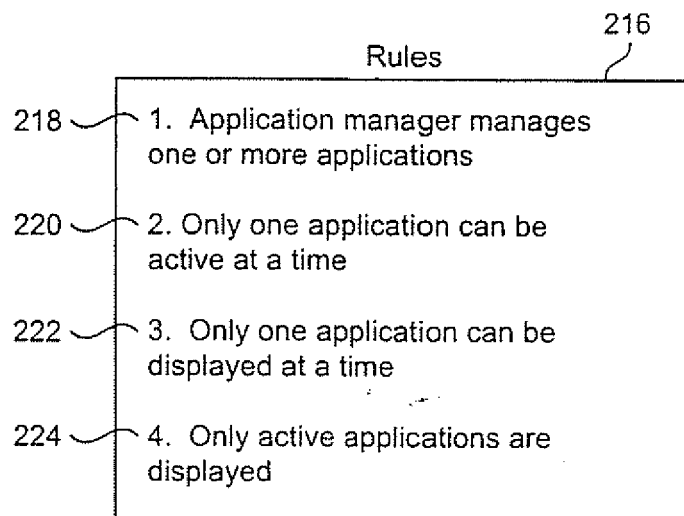 216
Rules
218 1. Application manager manages
one or more applications
220 2. Only one application can be
active at a time
222 3. Only one application can be
displayed at a time
224 4. Only active applications are
displayed